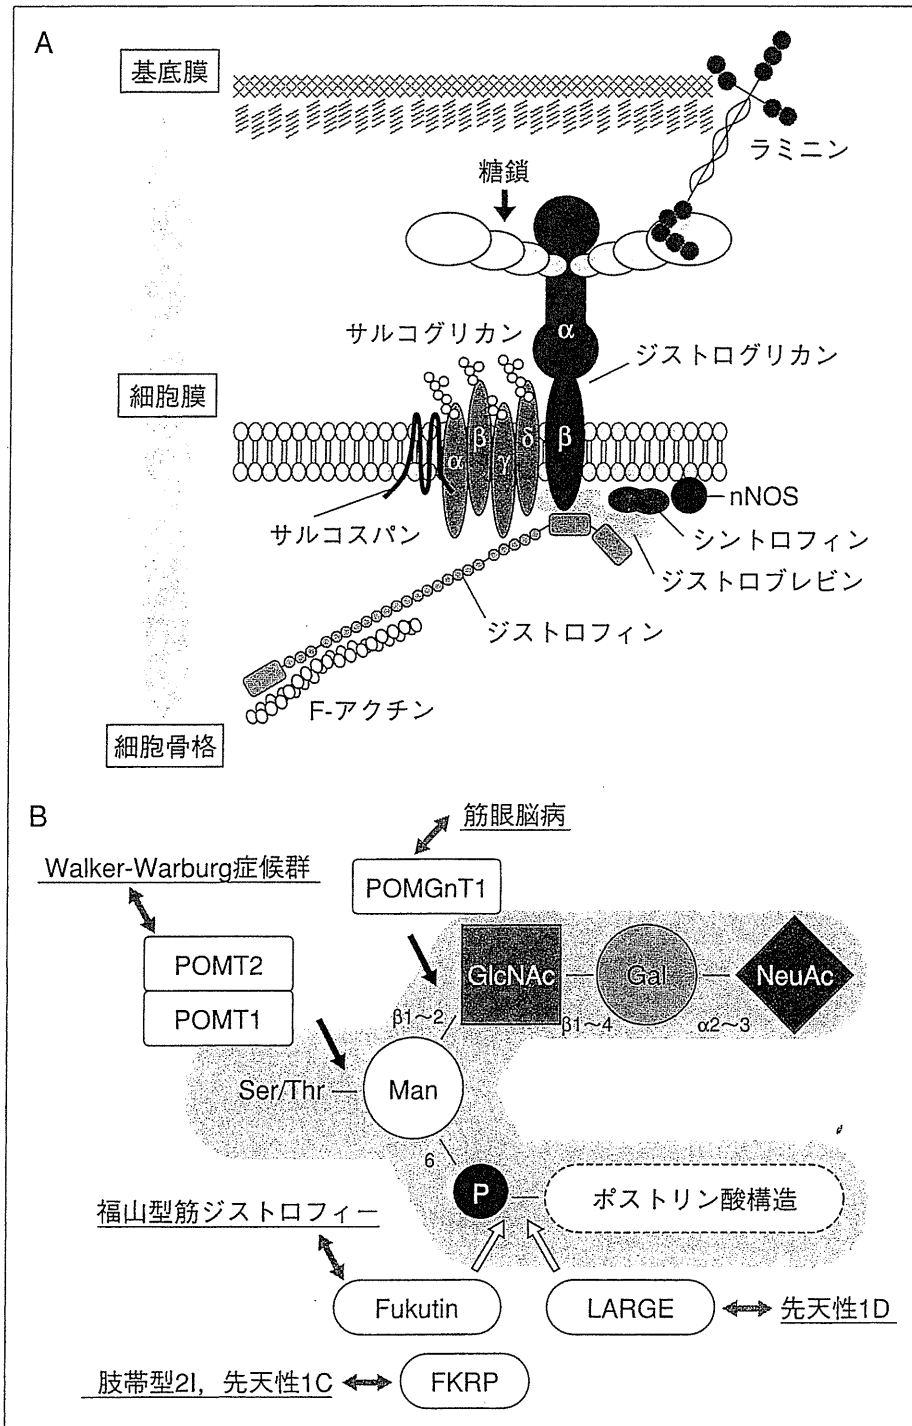 A
基底膜
ラミニン
糖鎖
サルコグリカン
α
ジストログリカン
細胞膜
α
β
γ
δ
β
nNOS
サルコスパン
シントロフィン
ジストロブレビン
ジストロフィン
F-アクチン
細胞骨格
B
筋眼脳病
Walker-Warburg症候群
POMGnT1
POMT2
POMT1
GlcNAc
Gal
NeuAc
β1〜2
β1〜4
α2〜3
Ser/Thr
Man
6
P
ポストリン酸構造
福山型筋ジストロフィー
Fukutin
LARGE
先天性1D
肢帯型2I，先天性1C
FKRP